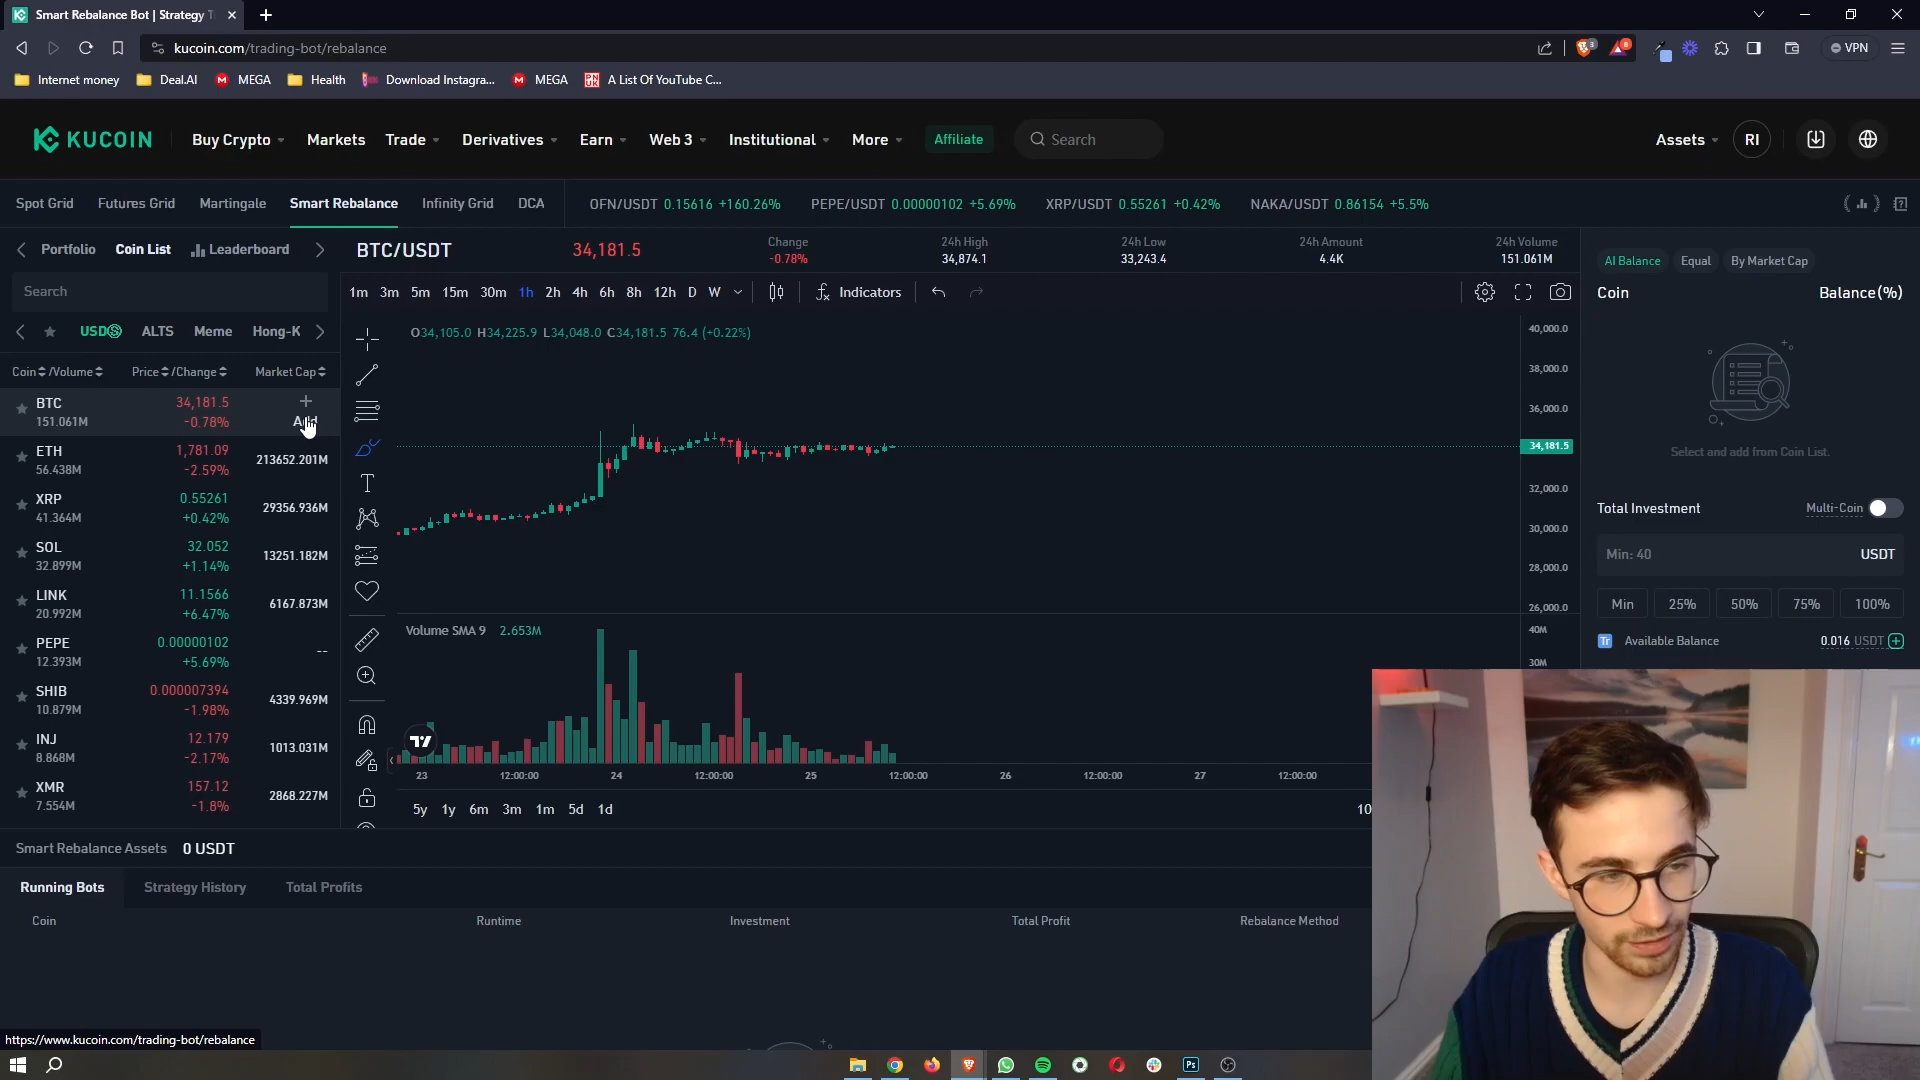 Smart Rebalance Bot | Strategy T
kucoin.com/trading-bot/rebalance
3
8
VPN
Internet money
Deal.AI
MEGA
Health
Download Instagra...
MEGA
A List Of YouTube C...
KUCOIN
Buy Crypto
Markets
Trade
Derivatives
Earn
Web 3
Institutional
More
Affiliate
Search
Assets
RI
Spot Grid
Futures Grid
Martingale
Smart Rebalance
Infinity Grid
DCA
OFN/USDT 0.15616 +160.26%
PEPE/USDT 0.00000102 +5.69%
XRP/USDT 0.55261 +0.42%
NAKA/USDT 0.86154 +5.5%
Portfolio
Coin List
Leaderboard
BTC/USDT
34,181.5
Change
-0.78%
24h High
34,874.1
24h Low
33,243.4
24h Amount
4.4K
24h Volume
151.061M
AI Balance
Equal
By Market Cap
Search
1m 3m 5m 15m 30m 1h 2h 4h 6h 8h 12h D W
Indicators
Coin
Balance(%)
USDⓈ
ALTS
Meme
Hong-K
O34,105.0 H34,225.9 L34,048.0 C34,181.5 76.4 (+0.22%)
Coin /Volume
Price /Change
Market Cap
BTC
151.061M
34,181.5
-0.78%
Add
ETH
56.438M
1,781.09
-2.59%
213652.201M
XRP
41.364M
0.55261
+0.42%
29356.936M
SOL
32.899M
32.052
+1.14%
13251.182M
LINK
20.992M
11.1566
+6.47%
6167.873M
PEPE
12.393M
0.00000102
+5.69%
--
SHIB
10.879M
0.000007394
-1.98%
4339.969M
INJ
8.868M
12.179
-2.17%
1013.031M
XMR
7.554M
157.12
-1.8%
2868.227M
40,000.0
38,000.0
36,000.0
34,181.5
32,000.0
30,000.0
28,000.0
26,000.0
40M
30M
Volume SMA 9 2.653M
23 12:00:00 24 12:00:00 25 12:00:00 26 12:00:00 27 12:00:00
5y 1y 6m 3m 1m 5d 1d
10
Select and add from Coin List.
Total Investment
Multi-Coin
Min: 40
USDT
Min
25%
50%
75%
100%
Tr
Available Balance
0.016 USDT
Smart Rebalance Assets 0 USDT
Running Bots
Strategy History
Total Profits
Coin
Runtime
Investment
Total Profit
Rebalance Method
https://www.kucoin.com/trading-bot/rebalance
Ps